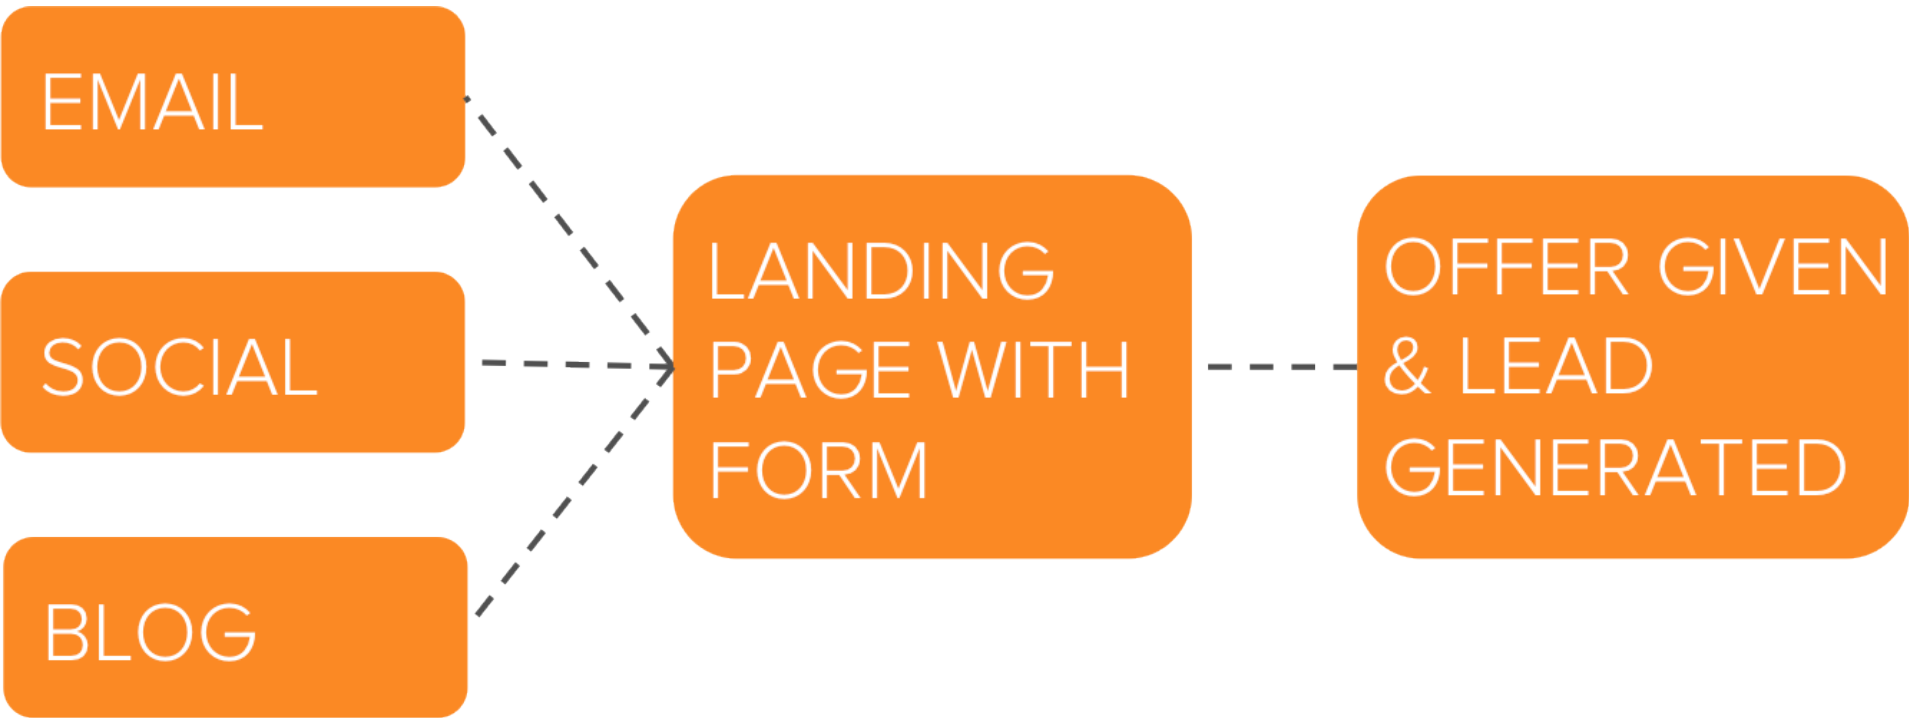 EMAIL
SOCIAL
BLOG
LANDING
PAGE WITH
FORM
OFFER GIVEN
& LEAD
GENERATED